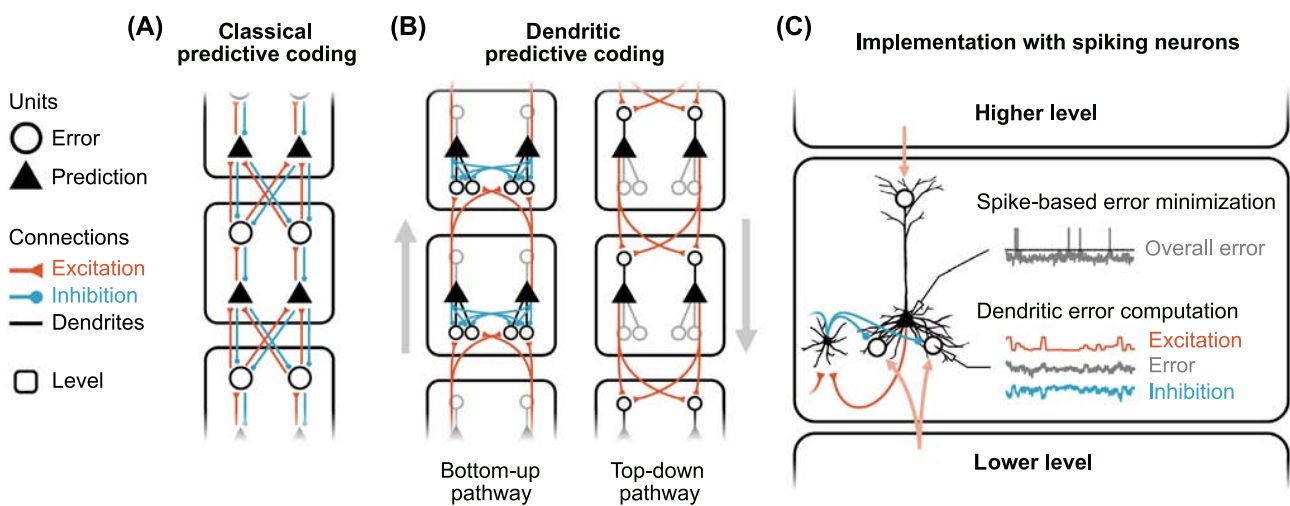 (A)
Classical
predictive coding
(B)
Dendritic
predictive coding
(C)
Implementation with spiking neurons
Units
Error
Prediction
Connections
Excitation
Inhibition
Dendrites
Level
Bottom-up
pathway
Top-down
pathway
Higher level
Spike-based error minimization
Overall error
Dendritic error computation
Excitation
Error
Inhibition
Lower level